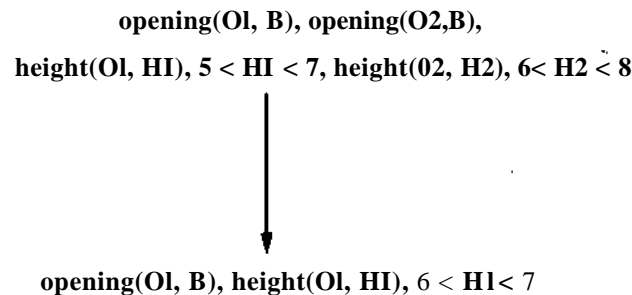 opening(Ol, B), opening(O2,B),
height(Ol, HI), 5 < HI < 7, height(02, H2), 6< H2 < 8
opening(Ol, B), height(Ol, HI), 6 < Hl< 7